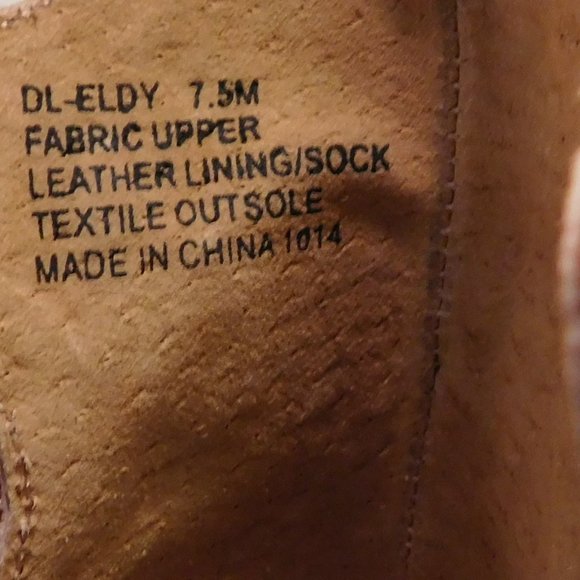 DL-ELDY 7.5M
FABRIC UPPER
LEATHER LINING/SOCK
TEXTILE OUTSOLE
MADE IN CHINA 1014